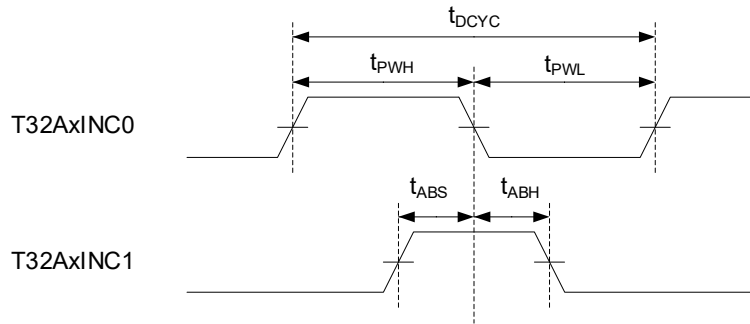 tDCYC
tPWH tPWL
T32AxINC0
tABS tABH
T32AxINC1